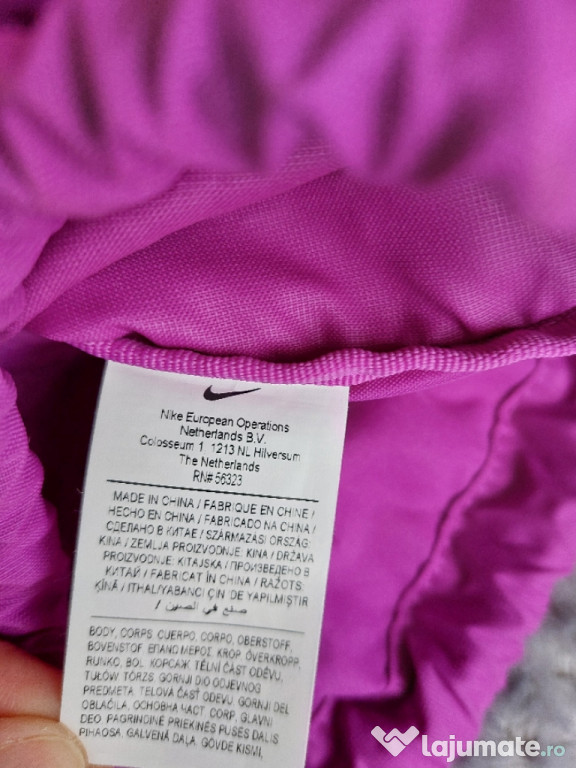 Nike European Operations
Netherlands B.V.
Colosseum 1 1213 NL Hilversum
The Netherlands
RN# 56323
MADE IN CHINA / FABRIQUE EN CHINE /
HECHO EN CHINA / FABRICADO NA CHINA /
СДЕЛАНО В КИТАЕ / SZÁRMAZÁSI ORSZÁG:
KÍNA / ZEMLJA PROIZVODNJE: KINA / DRŽAVA
PROIZVODNJE: KITAJSKA / ПРОИЗВЕДЕНО В
КИТАЙ / FABRICAT ÎN CHINA / RAŽOTS:
ĶĪNĀ / İTHAL/YABANCI ÇİN DE YAPILMIŞTIR
/ صنع في الصين
BODY, CORPS CUERPO, CORPO, OBERSTOFF,
BOVENSTOF, ΕΠΑΝΩ ΜΕΡΟΣ, KROP, ÖVERKROPP,
RUNKO, BOL, КОРСАЖ TĚLNÍ ČÁST ODĚVU,
TUŁÓW TÖRZS, GORNJI DIO ODJEVNOG
PREDMETA, TELOVÁ ČASŤ ODEVU, GORNJI DEL
OBLAČILA, ОСНОВНА ЧАСТ CORP, GLAVNI
DEO, PAGRINDINĖ PRIEKINĖS PUSĖS DALIS
PIHAOSA, GALVENĀ DAĻA, GÖVDE KISMI,
lajumate.ro